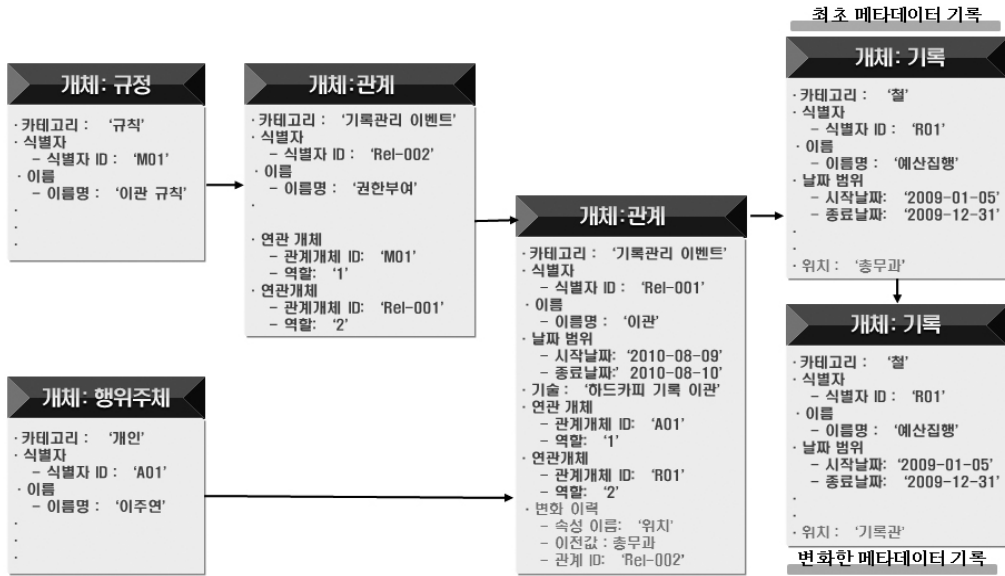 최초 메타데이터 기록
개체: 규정
· 카테고리 : ‘규칙’
· 식별자
– 식별자 ID : ‘M01’
· 이름
– 이름명 : ‘이관 규칙’
·
·
·
개체:관계
· 카테고리 : ‘기록관리 이벤트’
· 식별자
– 식별자 ID : ‘Rel-002’
· 이름
– 이름명 : ‘권한부여’
·
· 연관 개체
– 관계개체 ID: ‘M01’
– 역할: ‘1’
· 연관개체
– 관계개체 ID: ‘Rel-001’
– 역할: ‘2’
개체: 행위주체
· 카테고리 : ‘개인’
· 식별자
– 식별자 ID : ‘A01’
· 이름
– 이름명 : ‘이주연’
·
·
·
개체:관계
· 카테고리 : ‘기록관리 이벤트’
· 식별자
– 식별자 ID : ‘Rel-001’
· 이름
– 이름명 : ‘이관’
· 날짜 범위
– 시작날짜: ‘2010-08-09’
– 종료날짜:’ 2010-08-10’
· 기술 : ‘하드카피 기록 이관’
· 연관 개체
– 관계개체 ID: ‘A01’
– 역할: ‘1’
· 연관개체
– 관계개체 ID: ‘R01’
– 역할: ‘2’
· 변화 이력
– 속성 이름: ‘위치’
– 이전값 : 총무과
– 관계 ID: ‘Rel-002’
개체: 기록
· 카테고리 : ‘철’
· 식별자
– 식별자 ID : ‘R01’
· 이름
– 이름명 : ‘예산집행’
· 날짜 범위
– 시작날짜: ‘2009-01-05’
– 종료날짜: ‘2009-12-31’
·
·
· 위치 : ‘총무과’
개체: 기록
· 카테고리 : ‘철’
· 식별자
– 식별자 ID : ‘R01’
· 이름
– 이름명 : ‘예산집행’
· 날짜 범위
– 시작날짜: ‘2009-01-05’
– 종료날짜: ‘2009-12-31’
·
·
· 위치 : ‘기록관’
변화한 메타데이터 기록